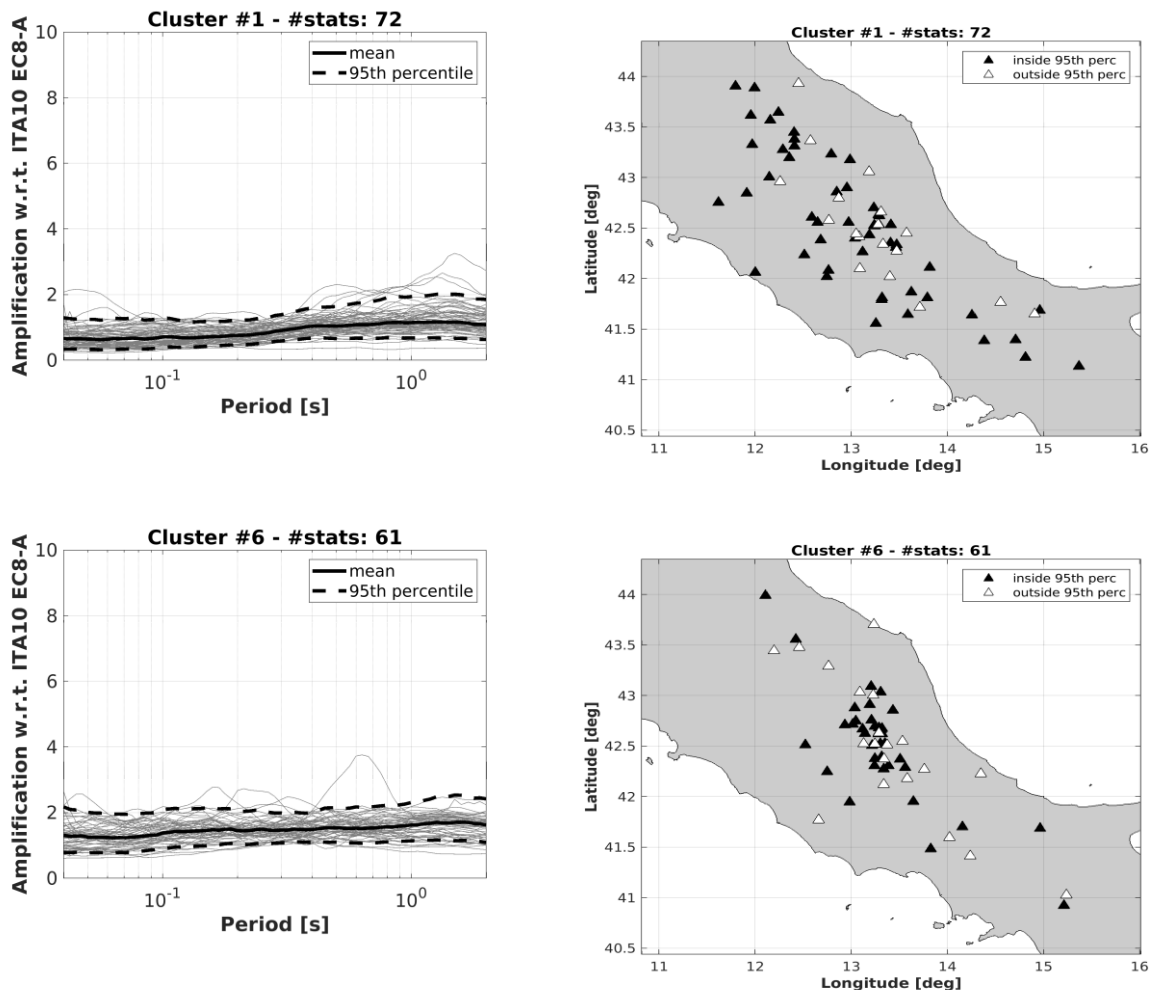 Cluster #1 - #stats: 72
10
8
6
4
2
0
Amplification w.r.t. ITA10 EC8-A
mean
95th percentile
10-1
100
Period [s]
Cluster #1 - #stats: 72
inside 95th perc
outside 95th perc
44
43.5
43
42.5
42
41.5
41
40.5
Latitude [deg]
11
12
13
14
15
16
Longitude [deg]
Cluster #6 - #stats: 61
10
8
6
4
2
0
Amplification w.r.t. ITA10 EC8-A
mean
95th percentile
10-1
100
Period [s]
Cluster #6 - #stats: 61
inside 95th perc
outside 95th perc
44
43.5
43
42.5
42
41.5
41
40.5
Latitude [deg]
11
12
13
14
15
16
Longitude [deg]